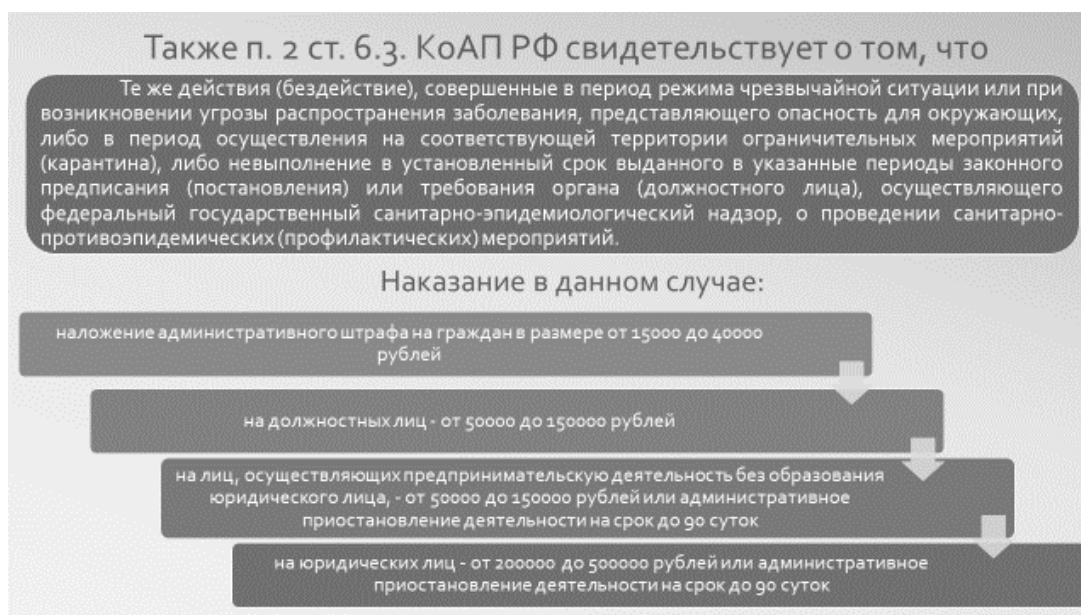 Также п. 2 ст. 6.3. КоАП РФ свидетельствует о том, что
Те же действия (бездействие), совершенные в период режима чрезвычайной ситуации или при
возникновении угрозы распространения заболевания, представляющего опасность для окружающих,
либо в период осуществления на соответствующей территории ограничительных мероприятий
(карантина), либо невыполнение в установленный срок выданного в указанные периоды законного
предписания (постановления) или требования органа (должностного лица), осуществляющего
федеральный государственный санитарно-эпидемиологический надзор, о проведении санитарно-
противоэпидемических (профилактических) мероприятий.
Наказание в данном случае:
наложение административного штрафа на граждан в размере от 15000 до 40000
рублей
на должностных лиц - от 50000 до 150000 рублей
на лиц, осуществляющих предпринимательскую деятельность без образования
юридического лица, - от 50000 до 150000 рублей или административное
приостановление деятельности на срок до 90 суток
на юридических лиц - от 200000 до 500000 рублей или административное
приостановление деятельности на срок до 90 суток